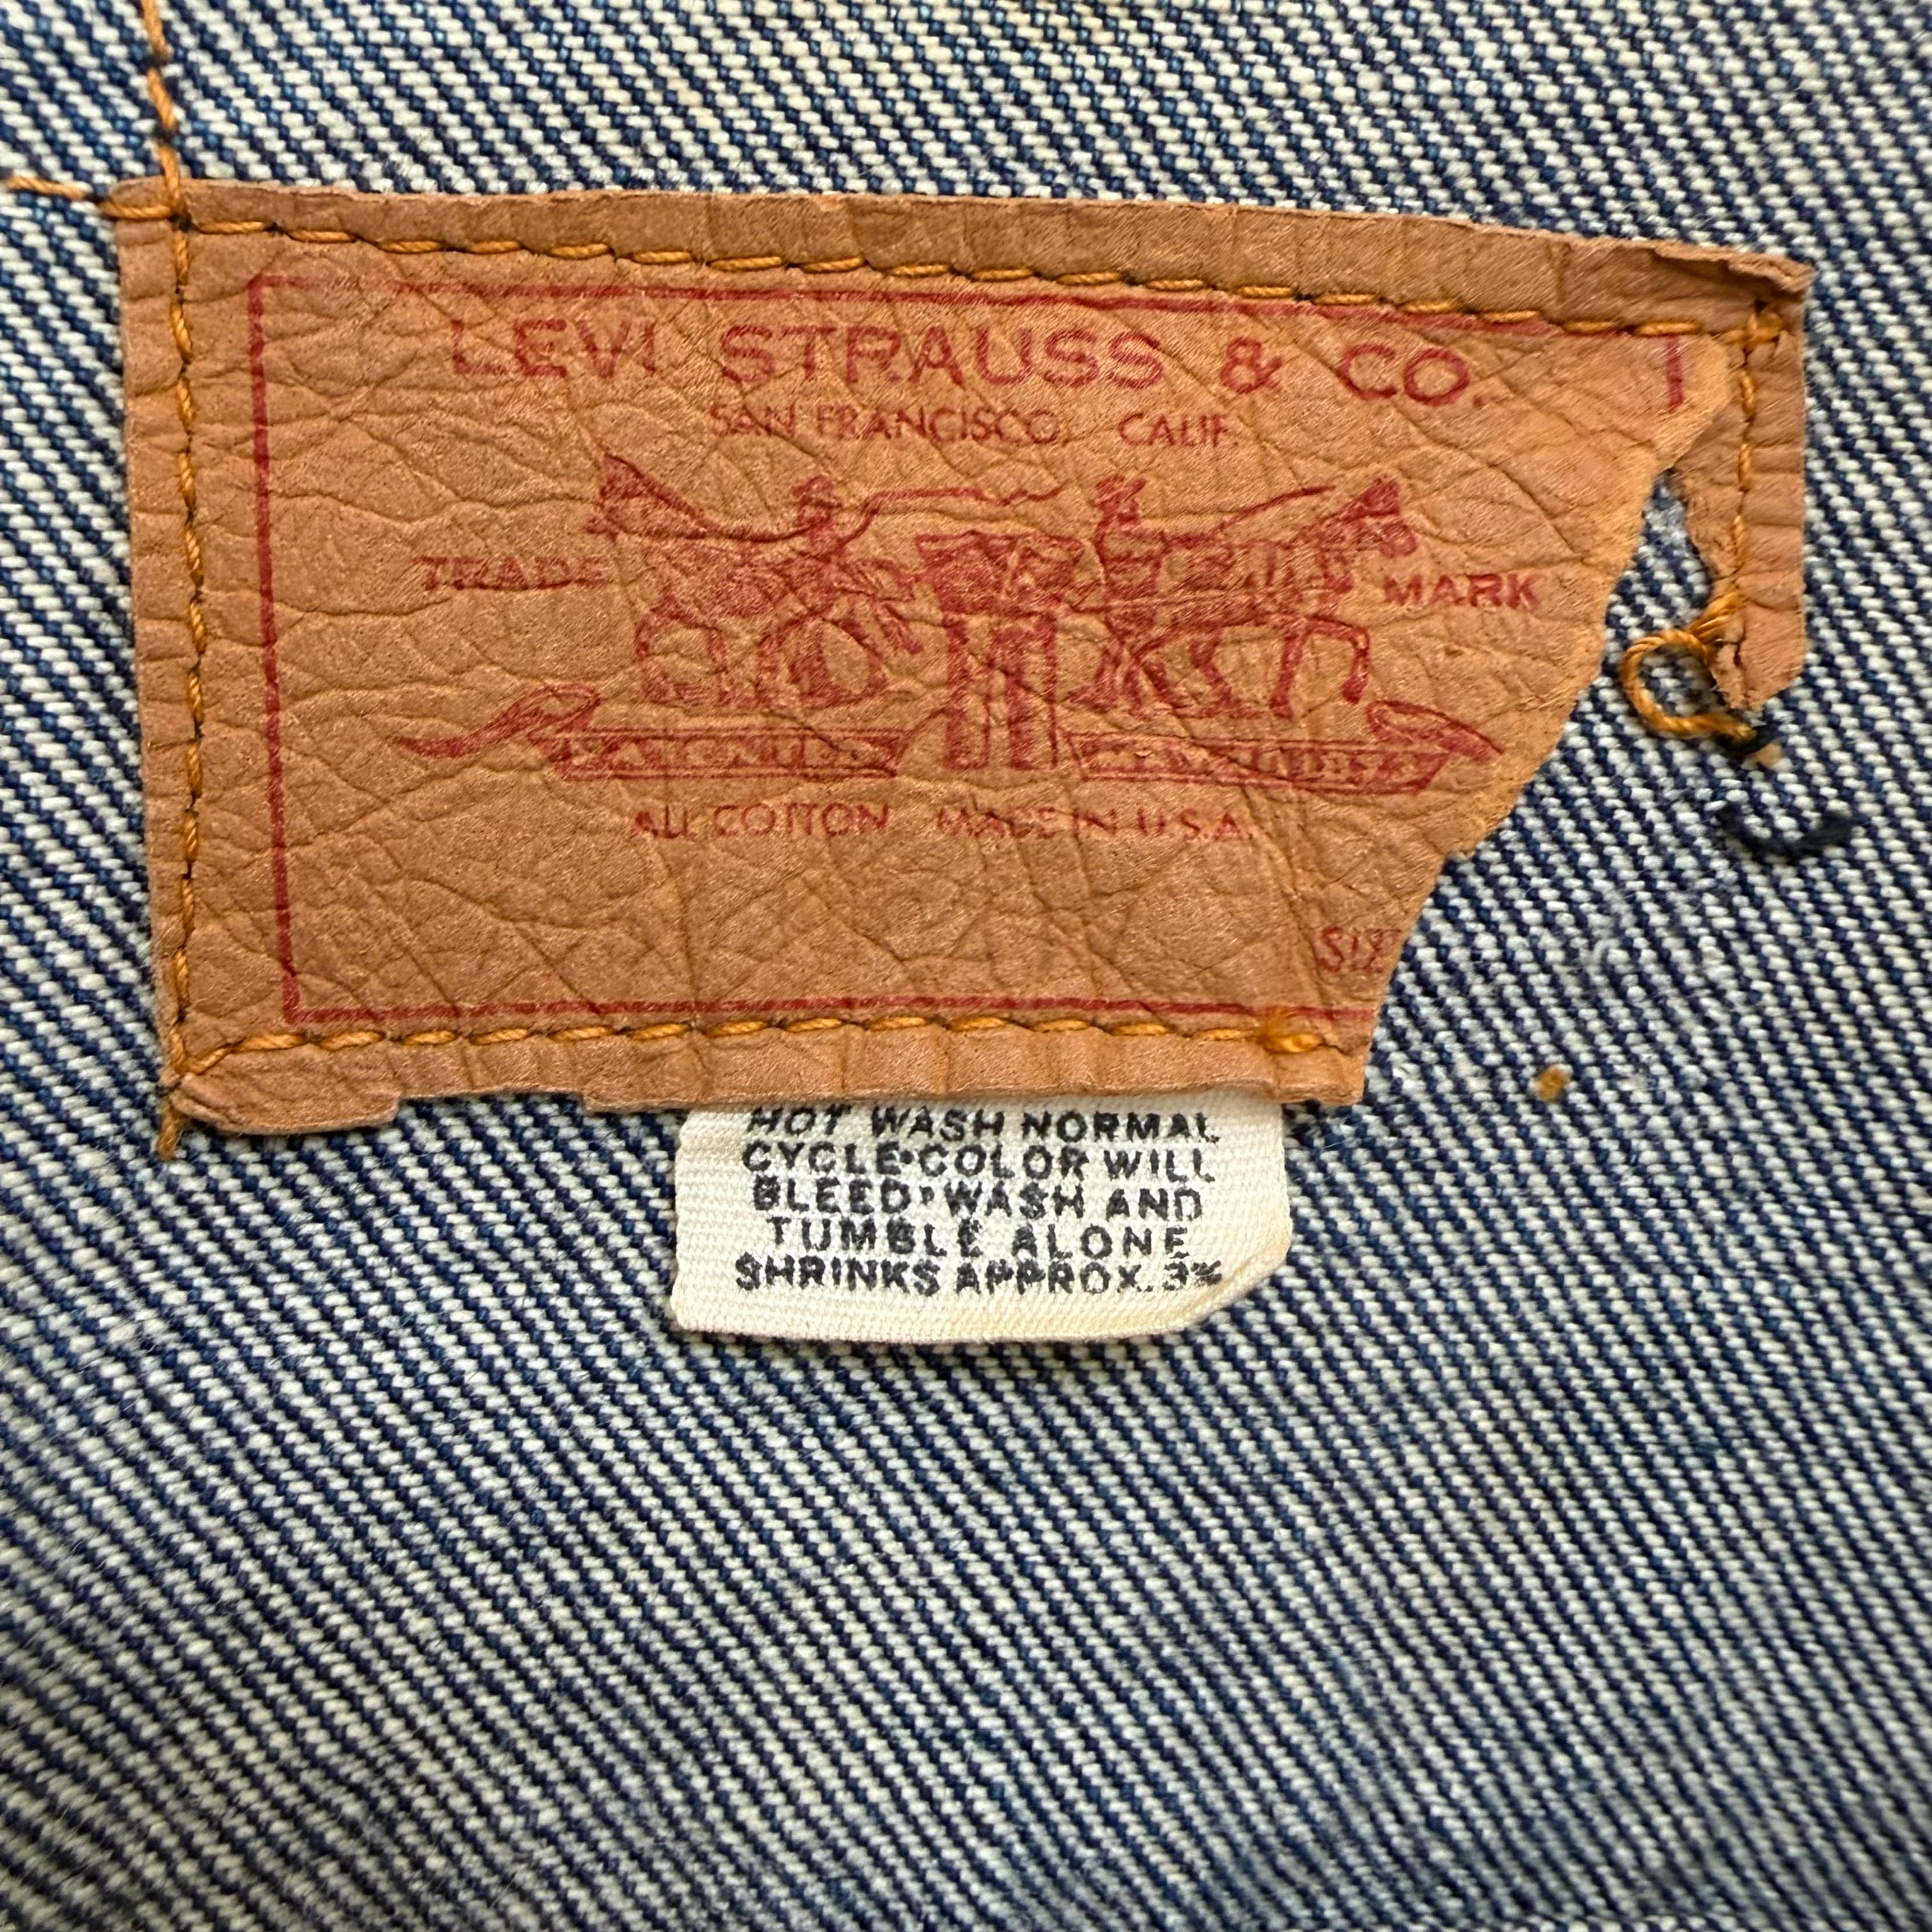 LEVI STRAUSS & CO.
SAN FRANCISCO, CALIF.
TRADE MARK
ALL COTTON MADE IN U.S.A.
SIZ
HOT WASH NORMAL
CYCLE•COLOR WILL
BLEED•WASH AND
TUMBLE ALONE
SHRINKS APPROX. 3%